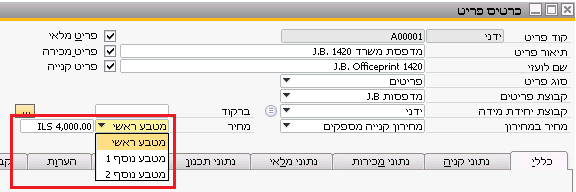 כרטיס פריט
קוד פריט ידני A00001 פריט מלאי
תיאור פריט מדפסת משרד J.B. 1420 פריט מכירה
שם לועזי J.B. Officeprint 1420 פריט קנייה
סוג פריט פריטים
קבוצת פריטים מדפסות J.B
קבוצת יחידת מידה ידני ברקוד ...
מחיר במחירון מחירון קנייה מספקים מחיר מטבע ראשי ILS 4,000.00
מטבע ראשי
מטבע נוסף 1
מטבע נוסף 2
כללי נתוני קניה נתוני מכירות נתוני מלאי נתוני תכנון הערות קב